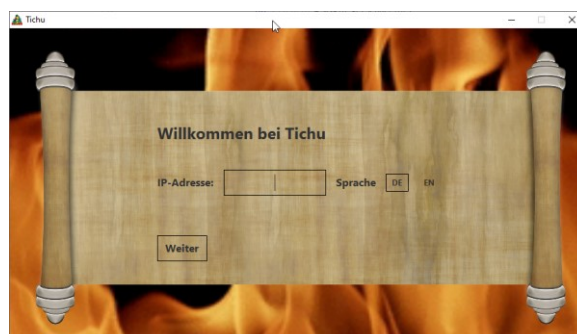 Tichu
Willkommen bei Tichu
IP-Adresse: Sprache DE EN
Weiter